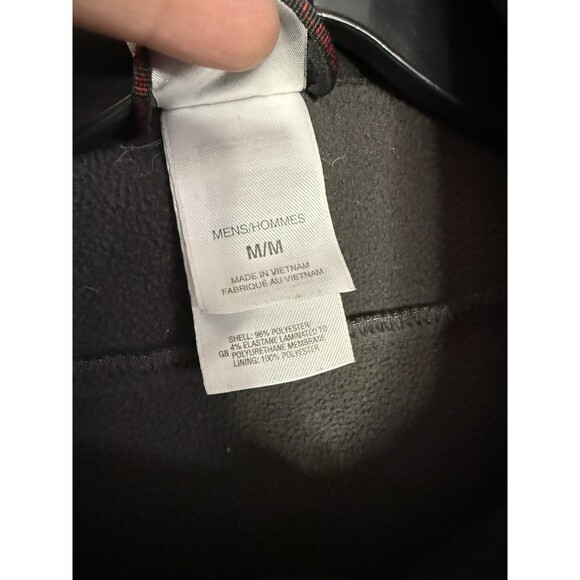 MENS/HOMMES
M/M
MADE IN VIETNAM
FABRIQUÉ AU VIETNAM
SHELL: 96% POLYESTER/
4% ELASTANE LAMINATED TO
GB POLYURETHANE MEMBRANE
LINING: 100% POLYESTER